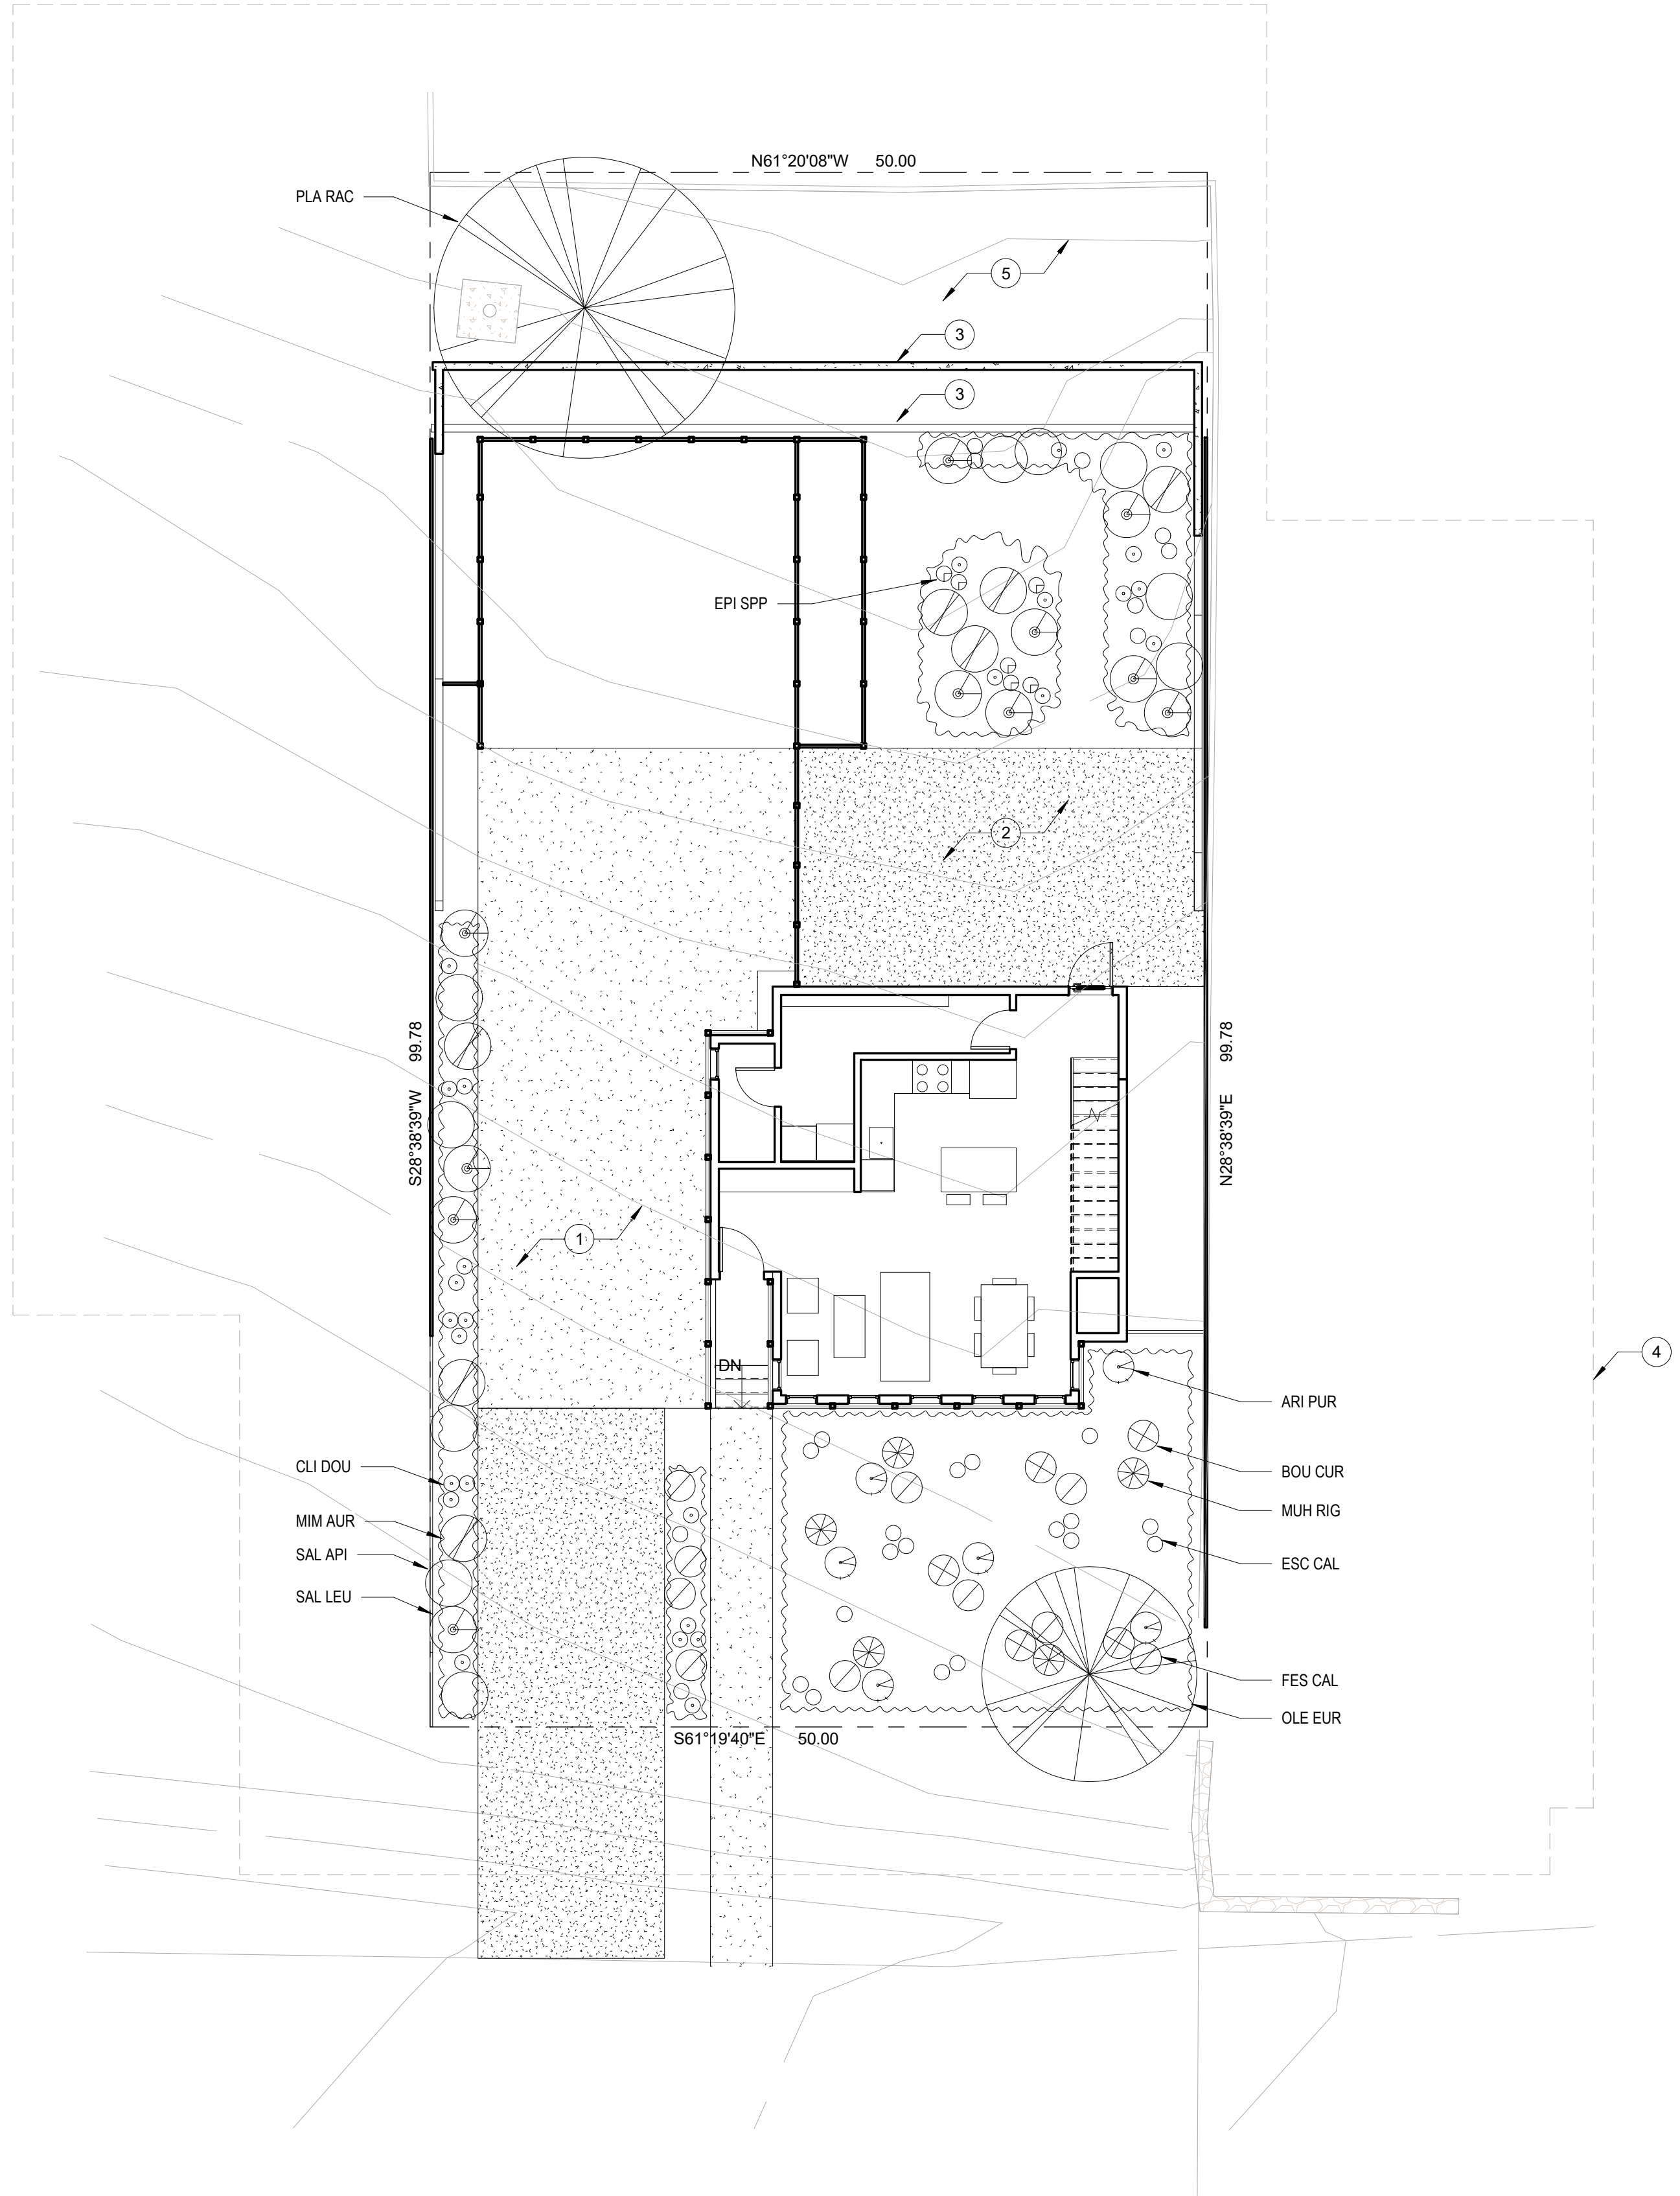 N61°20'08"W 50.00
PLA RAC
5
3
3
EPI SPP
2
S28°38'39"W 99.78
N28°38'39"E 99.78
1
DN
4
ARI PUR
CLI DOU
BOU CUR
MUH RIG
MIM AUR
SAL API
ESC CAL
SAL LEU
FES CAL
OLE EUR
S61°19'40"E 50.00